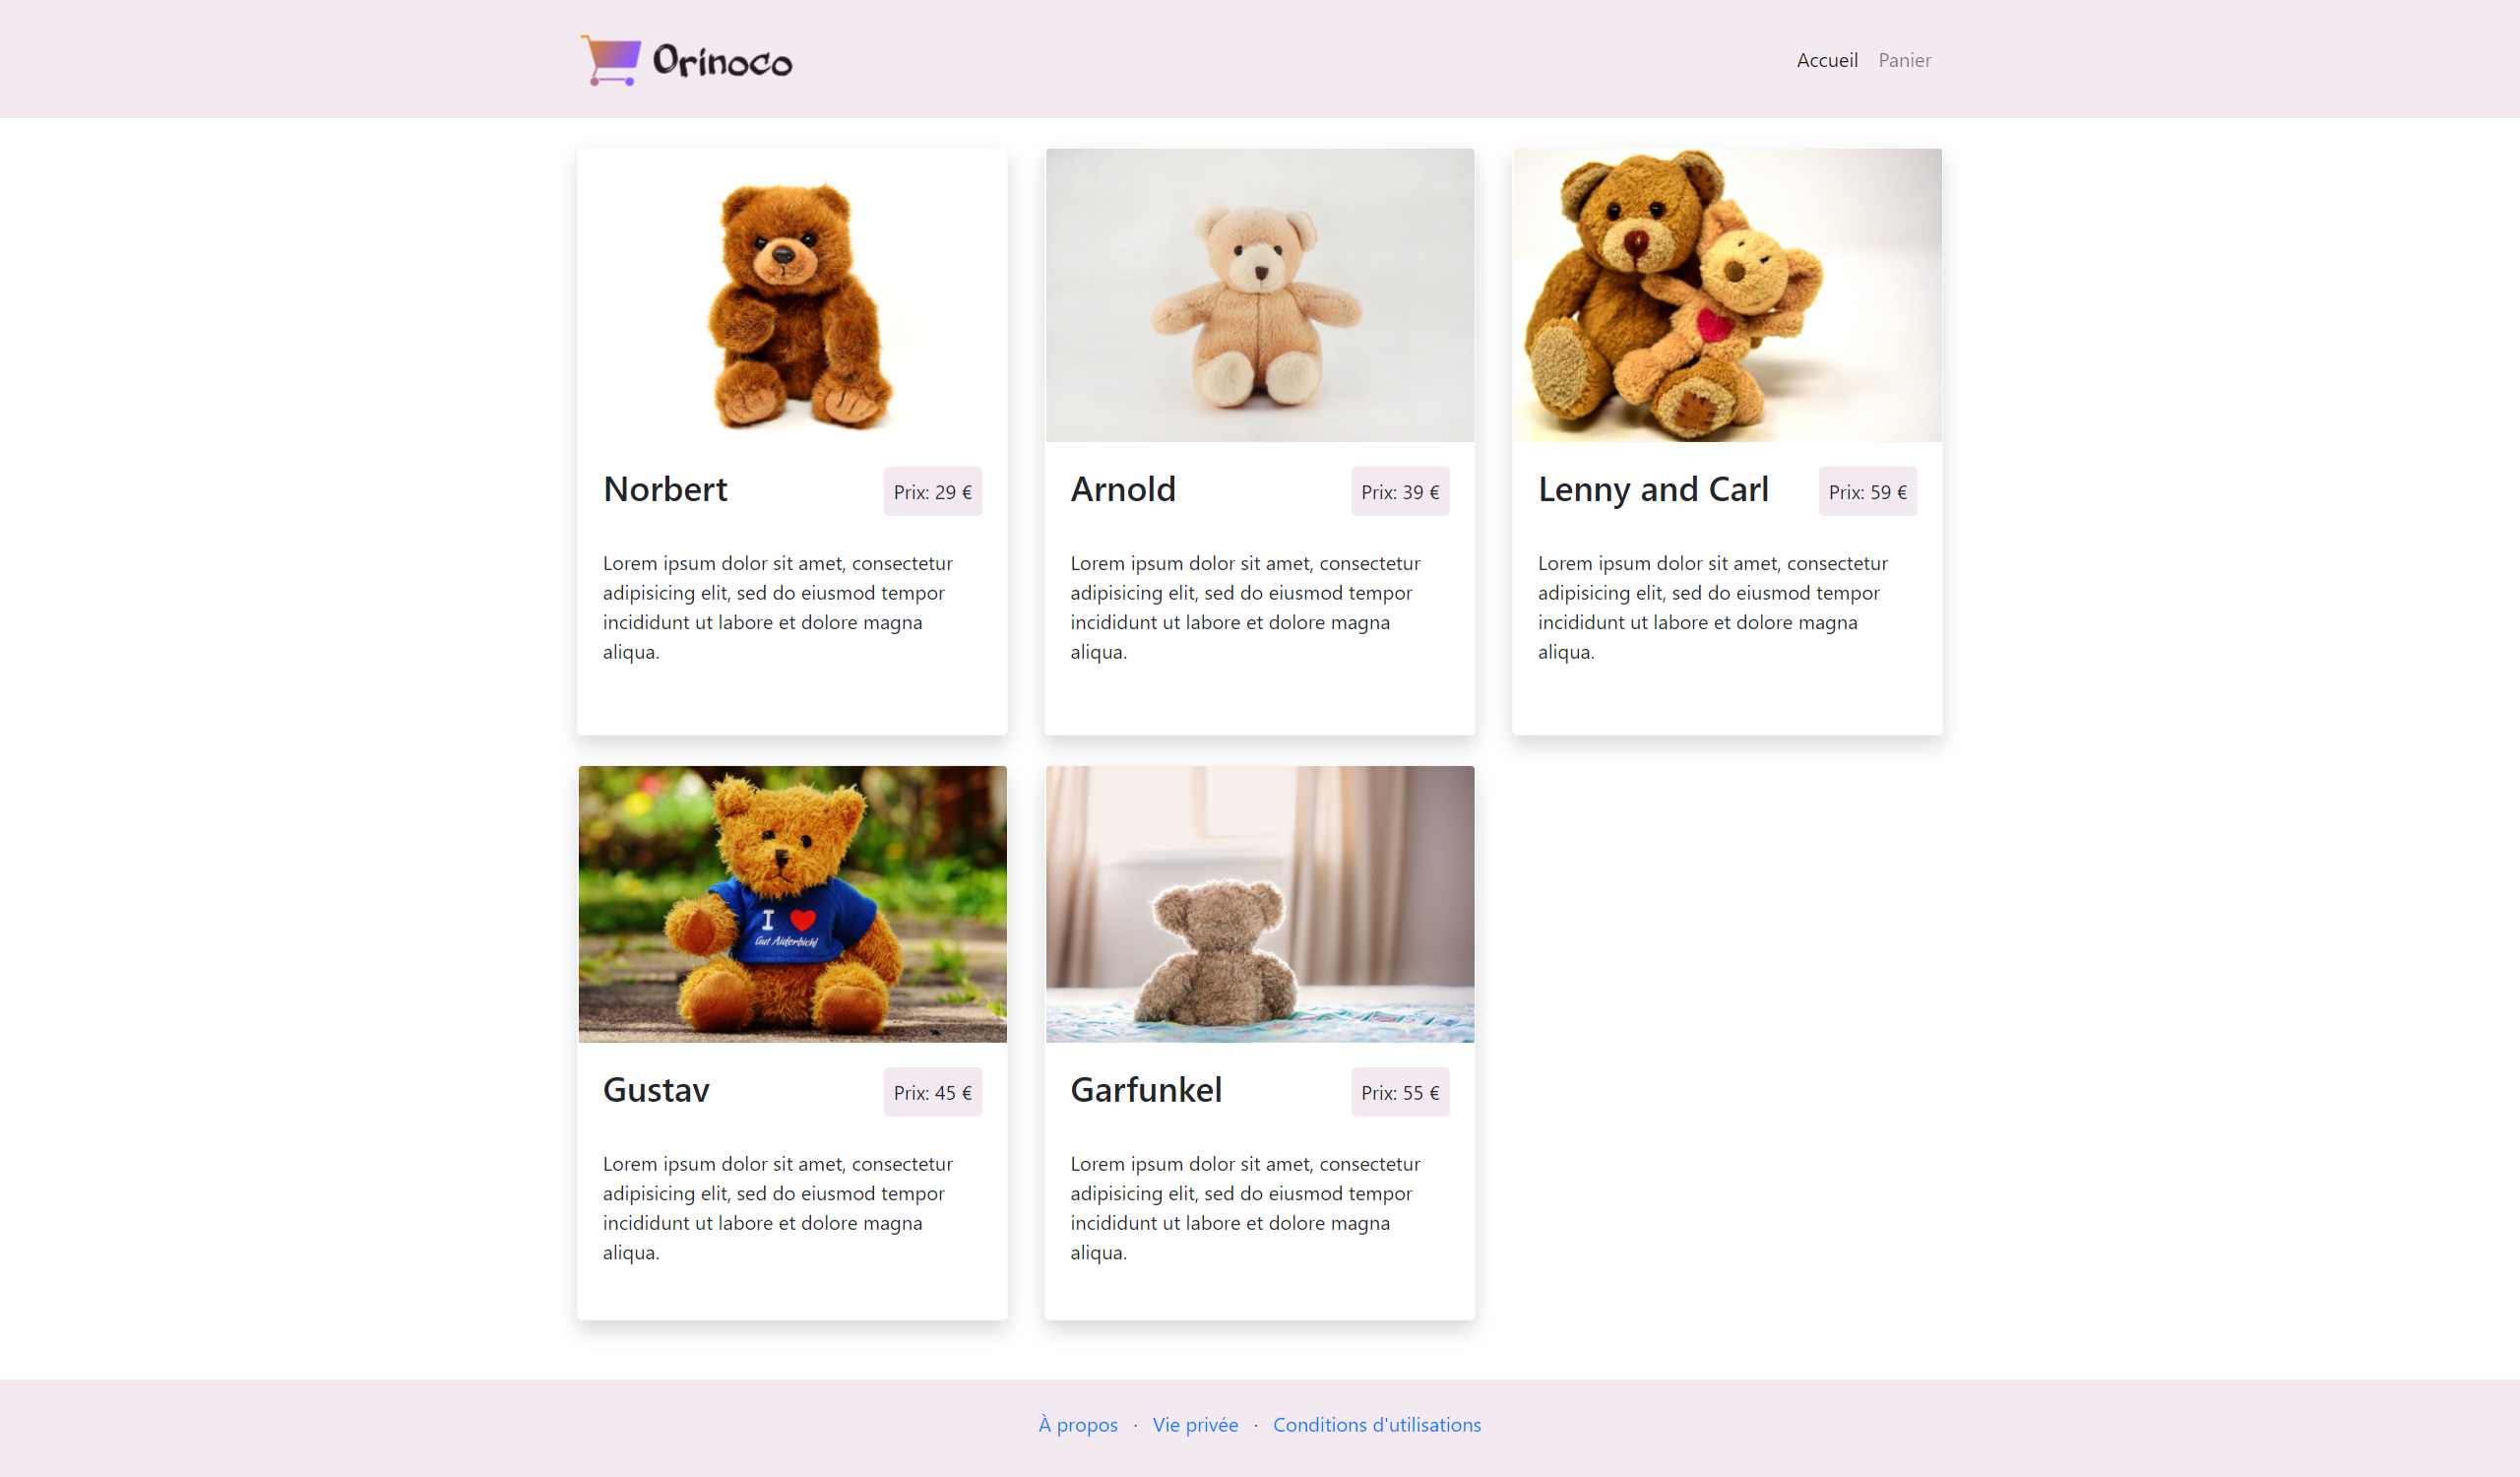 Orinoco
Accueil Panier
Norbert
Prix: 29 €
Lorem ipsum dolor sit amet, consectetur
adipisicing elit, sed do eiusmod tempor
incididunt ut labore et dolore magna
aliqua.
Arnold
Prix: 39 €
Lorem ipsum dolor sit amet, consectetur
adipisicing elit, sed do eiusmod tempor
incididunt ut labore et dolore magna
aliqua.
Lenny and Carl
Prix: 59 €
Lorem ipsum dolor sit amet, consectetur
adipisicing elit, sed do eiusmod tempor
incididunt ut labore et dolore magna
aliqua.
I
Gut Aiderbichl
Gustav
Prix: 45 €
Lorem ipsum dolor sit amet, consectetur
adipisicing elit, sed do eiusmod tempor
incididunt ut labore et dolore magna
aliqua.
Garfunkel
Prix: 55 €
Lorem ipsum dolor sit amet, consectetur
adipisicing elit, sed do eiusmod tempor
incididunt ut labore et dolore magna
aliqua.
À propos · Vie privée · Conditions d'utilisations